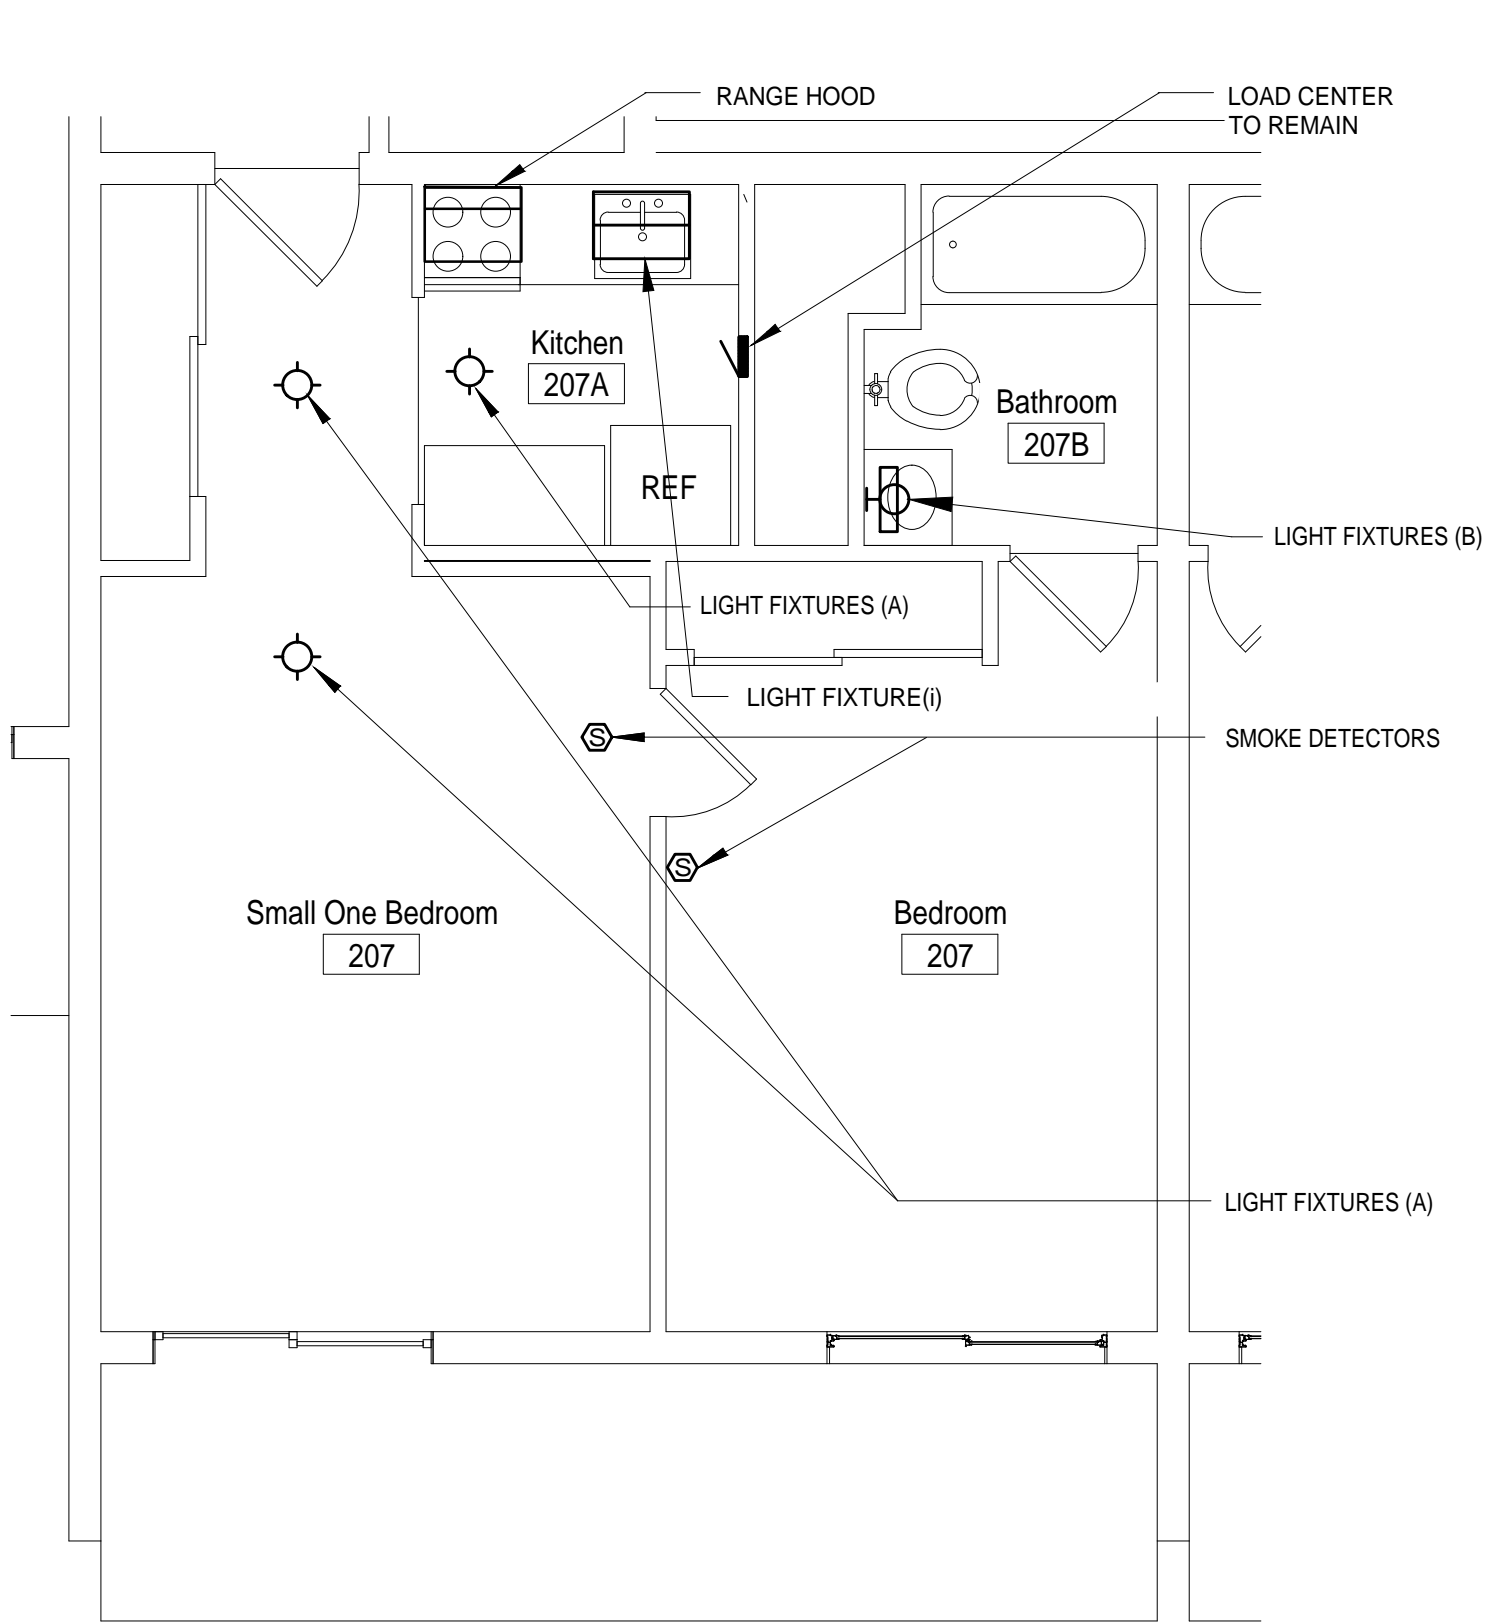 RANGE HOOD
LOAD CENTER
TO REMAIN
Kitchen
207A
Bathroom
207B
REF
LIGHT FIXTURES (B)
LIGHT FIXTURES (A)
LIGHT FIXTURE(i)
S
SMOKE DETECTORS
S
Small One Bedroom
207
Bedroom
207
LIGHT FIXTURES (A)